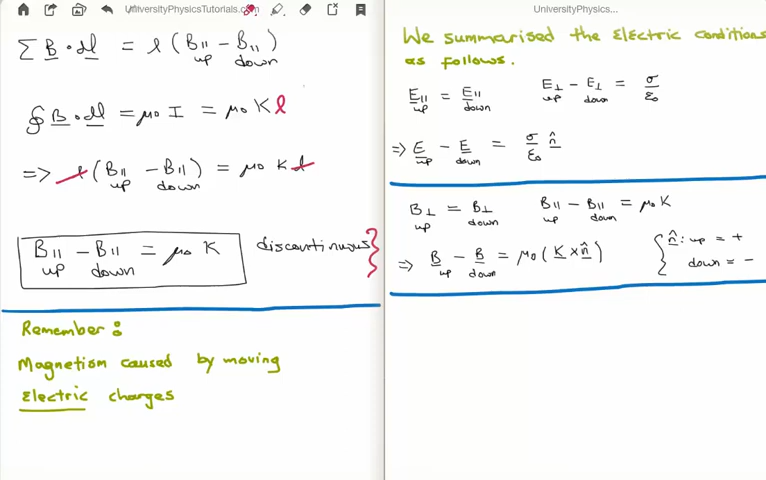 UniversityPhysicsTutorials.com
∑ B · dl = l (B∥ up − B∥ down)
∮ B · dl = μ₀ I = μ₀ K l
=> l (B∥ up − B∥ down) = μ₀ K l
B∥ up − B∥ down = μ₀ K discontinuous
Remember :
Magnetism caused by moving
Electric charges
UniversityPhysics...
We summarised the Electric conditions
as follows.
E∥ up = E∥ down E⊥ up − E⊥ down = σ/ε₀
=> E up − E down = σ/ε₀ n̂
B⊥ up = B⊥ down B∥ up − B∥ down = μ₀ K
=> B up − B down = μ₀ (K × n̂) { n̂ : up = +
down = −